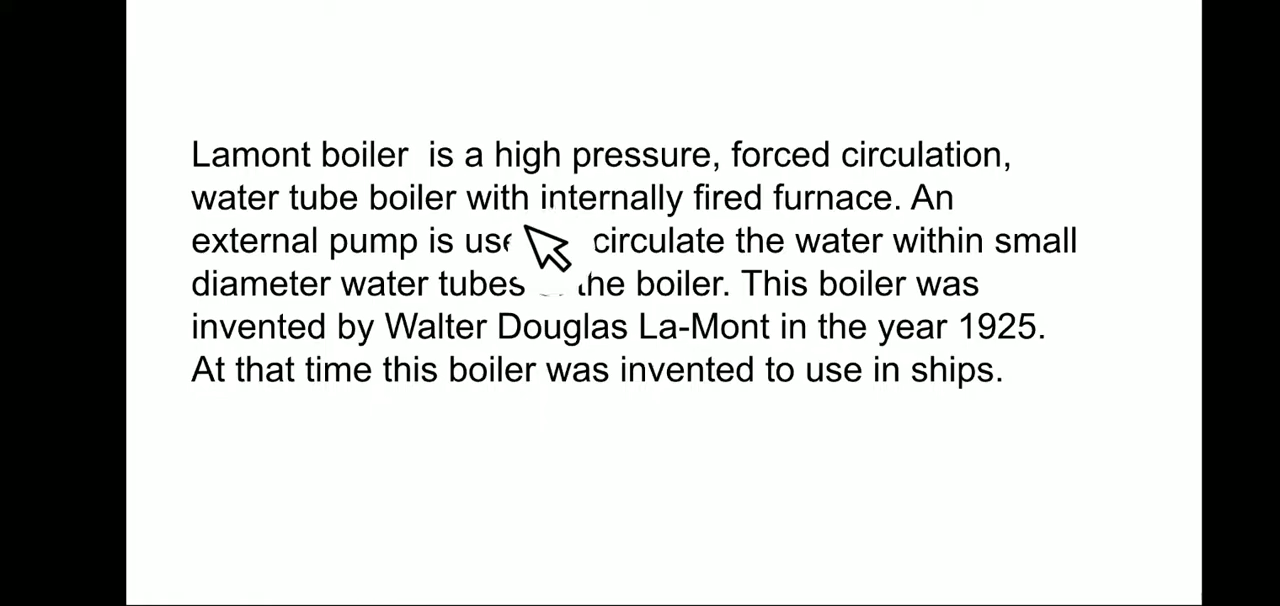 Lamont boiler is a high pressure, forced circulation,
water tube boiler with internally fired furnace. An
external pump is circulate the water within small
diameter water tubes the boiler. This boiler was
invented by Walter Douglas La-Mont in the year 1925.
At that time this boiler was invented to use in ships.